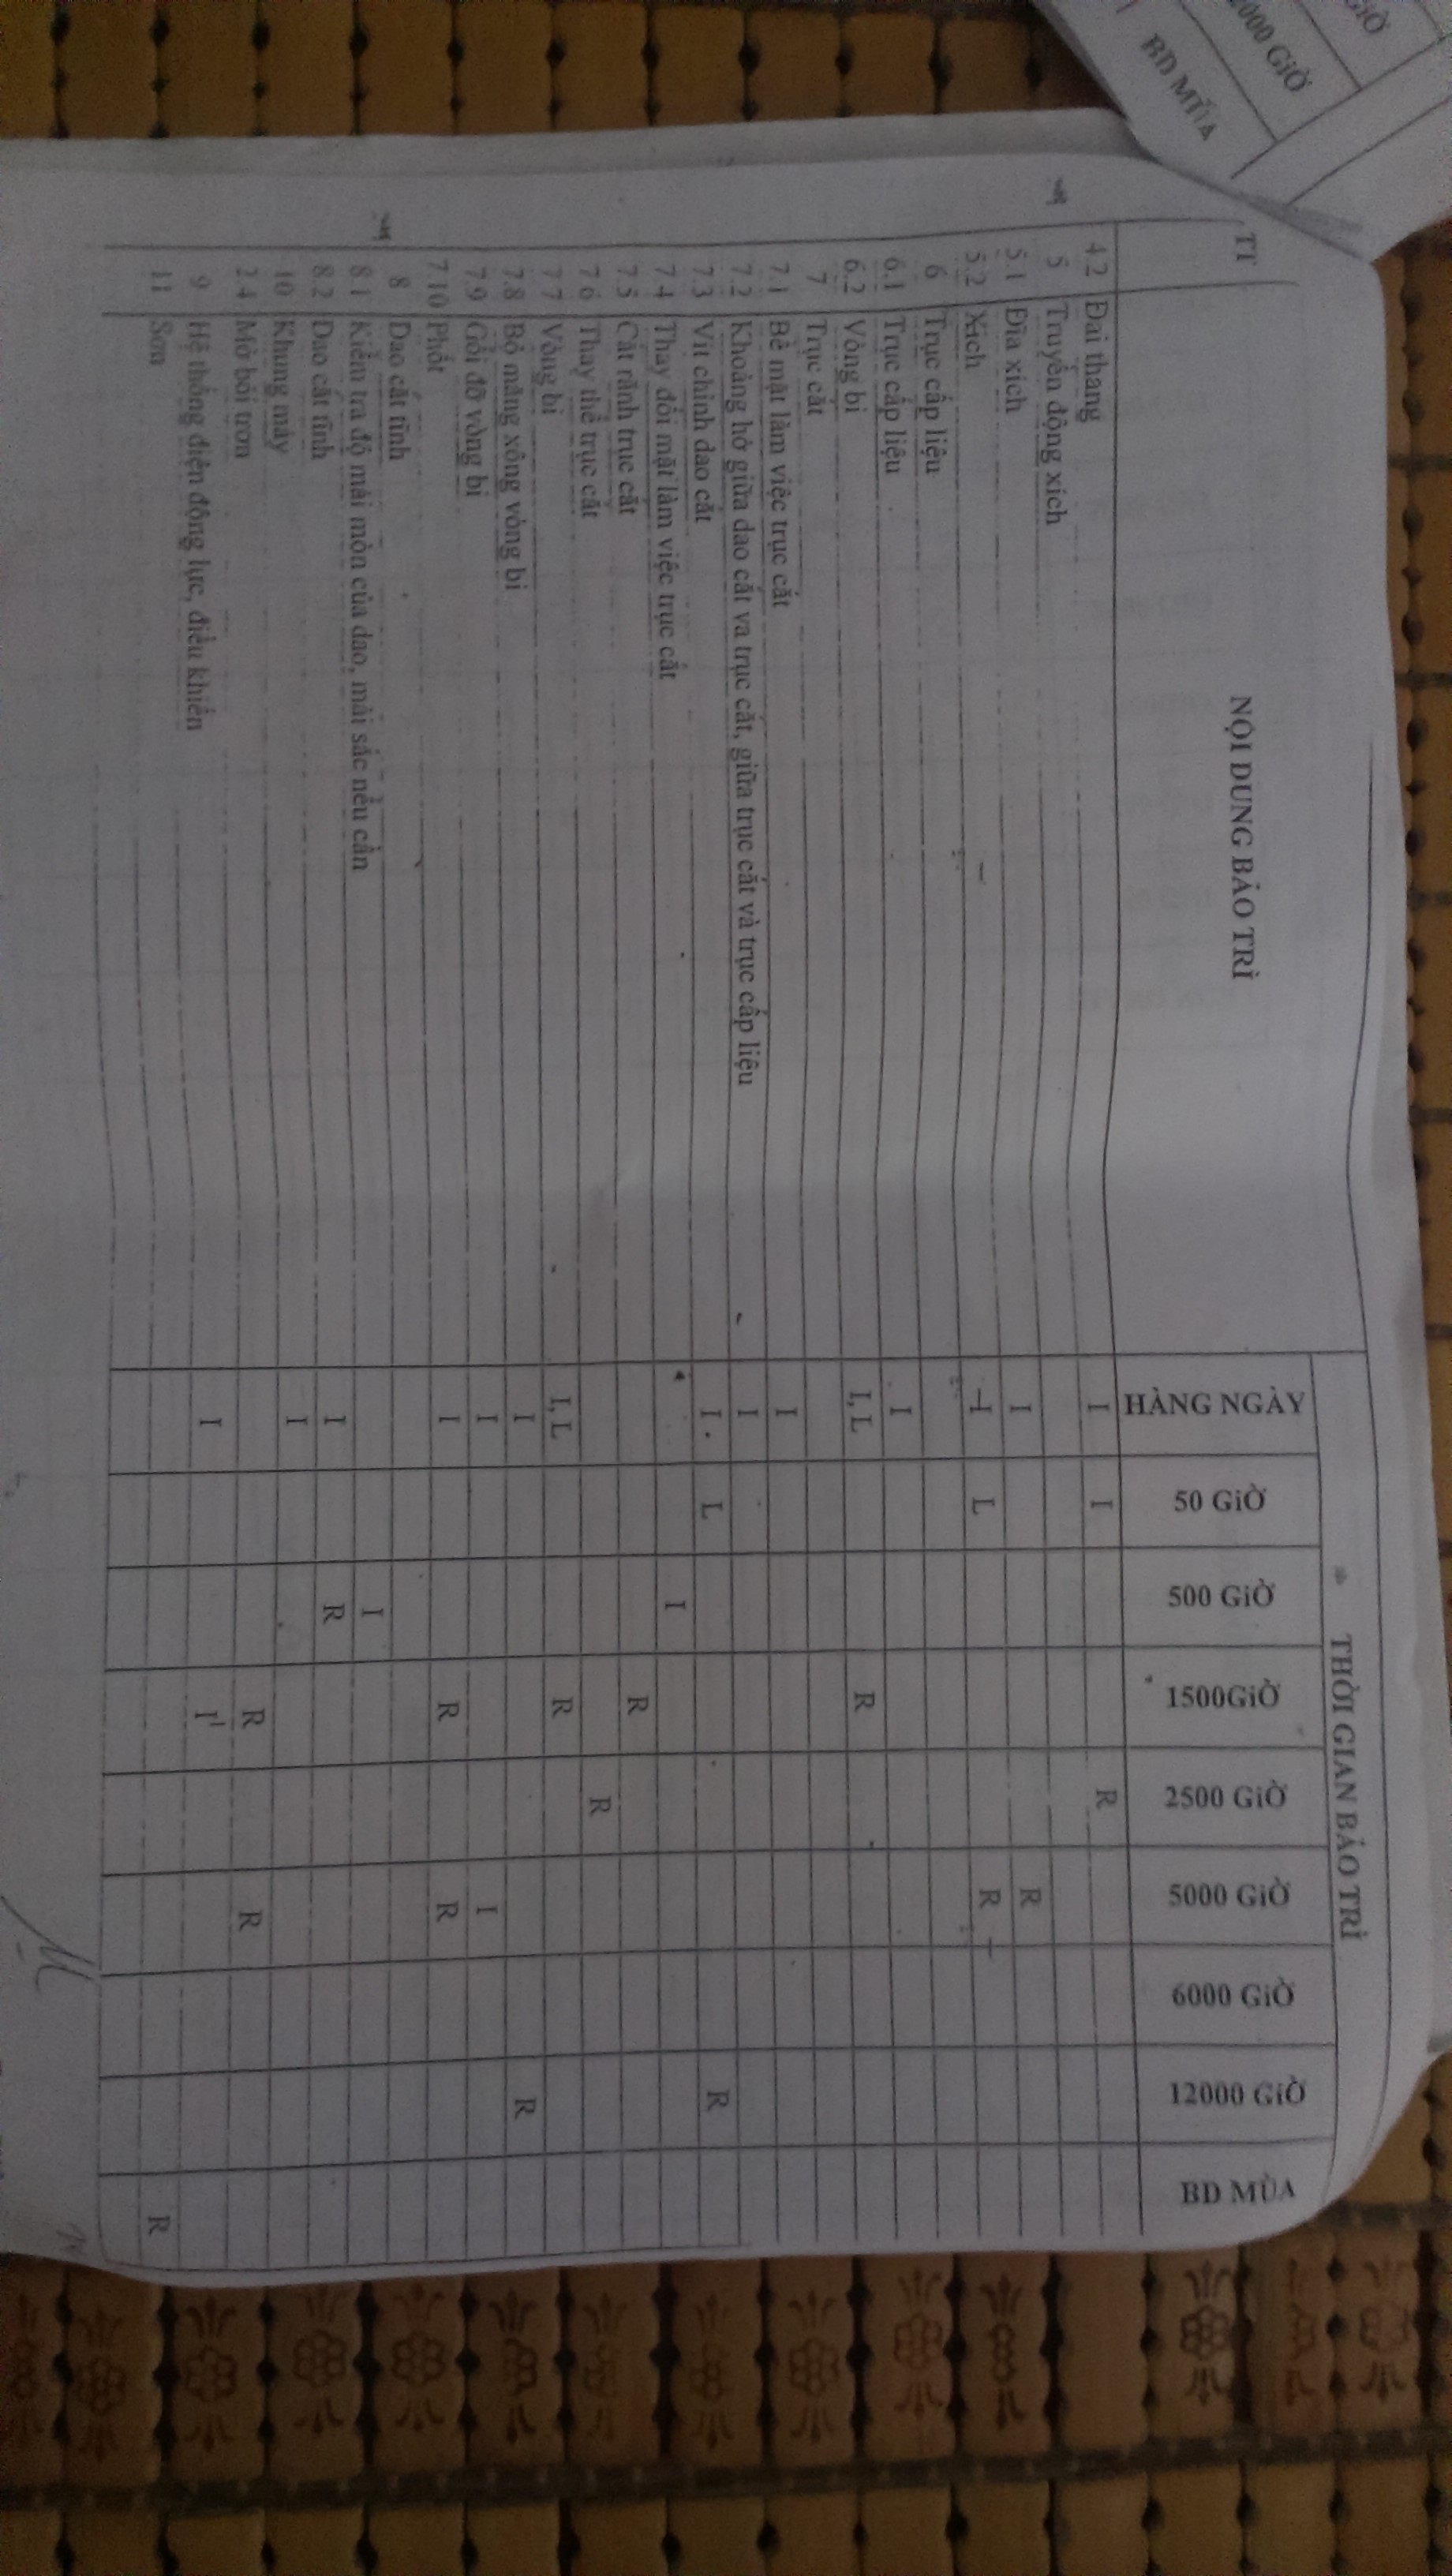 GIỜ
000 GIỜ
BD MÙA
TT NỘI DUNG BẢO TRÌ THỜI GIAN BẢO TRÌ
HÀNG NGÀY 50 GIỜ 500 GIỜ 1500GIỜ 2500 GIỜ 5000 GIỜ 6000 GIỜ 12000 GIỜ BD MÙA
4.2 Đai thang I I R
5 Truyền động xích
5.1 Đĩa xích I R
5.2 Xích I L R
6 Trục cấp liệu
6.1 Trục cấp liệu I
6.2 Vòng bi I, L R
7 Trục cắt
7.1 Bề mặt làm việc trục cắt I
7.2 Khoảng hở giữa dao cắt va trục cắt, giữa trục cắt và trục cấp liệu I
7.3 Vít chỉnh dao cắt I L R
7.4 Thay đổi mặt làm việc trục cắt I
7.5 Cắt rãnh trục cắt R
7.6 Thay thế trục cắt R
7.7 Vòng bi I, L R
7.8 Bộ măng xông vòng bi I R
7.9 Gối đỡ vòng bi I I
7.10 Phốt I R R
8 Dao cắt tĩnh
8.1 Kiểm tra độ mài mòn của dao, mài sắc nếu cần I
8.2 Dao cắt tĩnh I R
10 Khung máy I
2.4 Mỡ bôi trơn R R
9 Hệ thống điện động lực, điều khiển I I
11 Sơn R